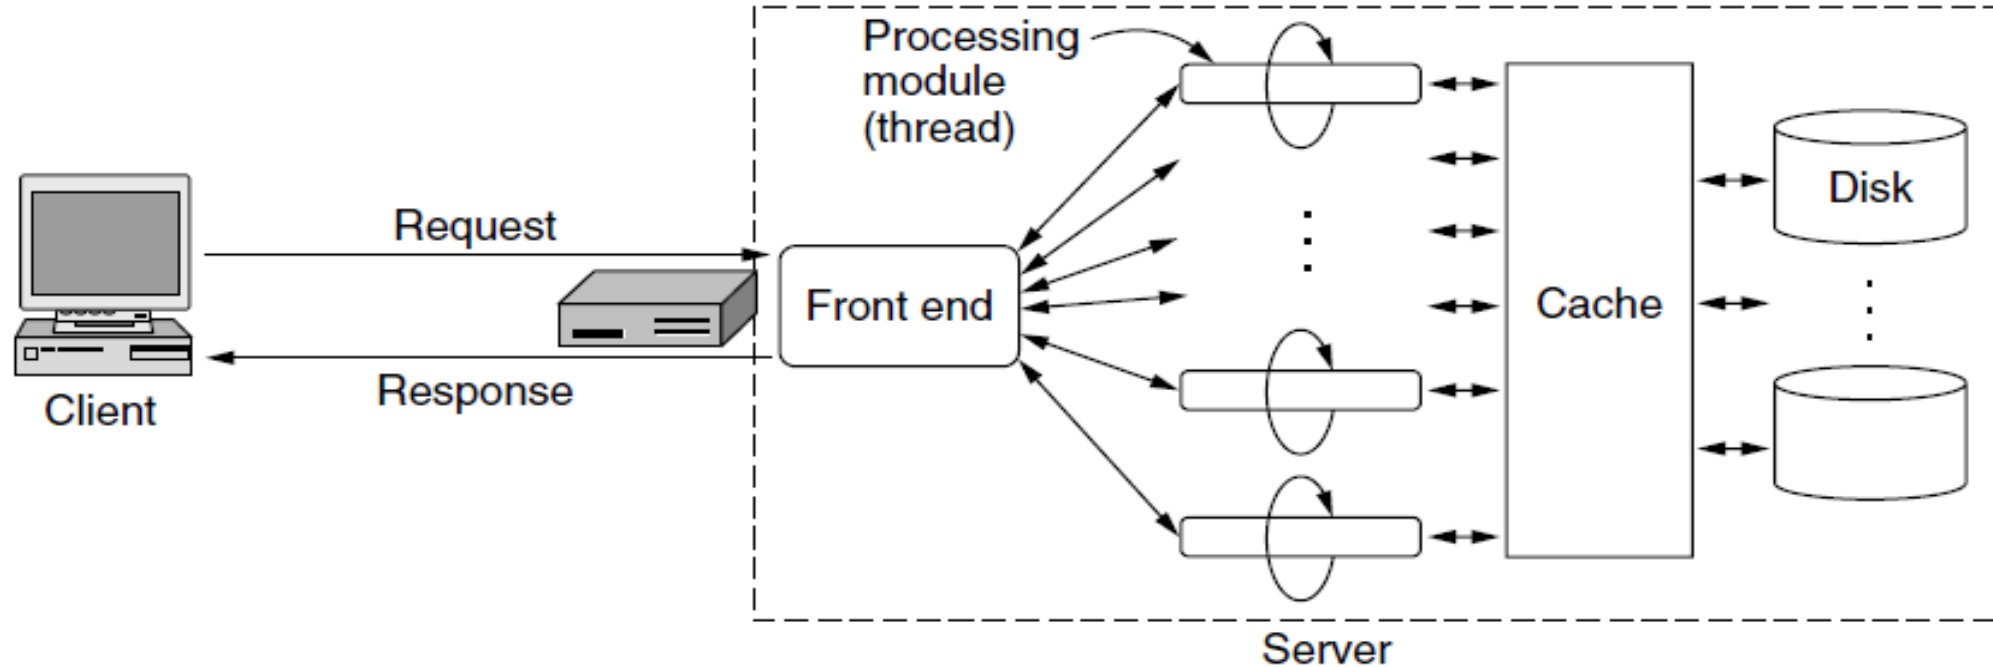 Processing
module
(thread)
Request
Front end
Cache
Disk
Response
Client
Server